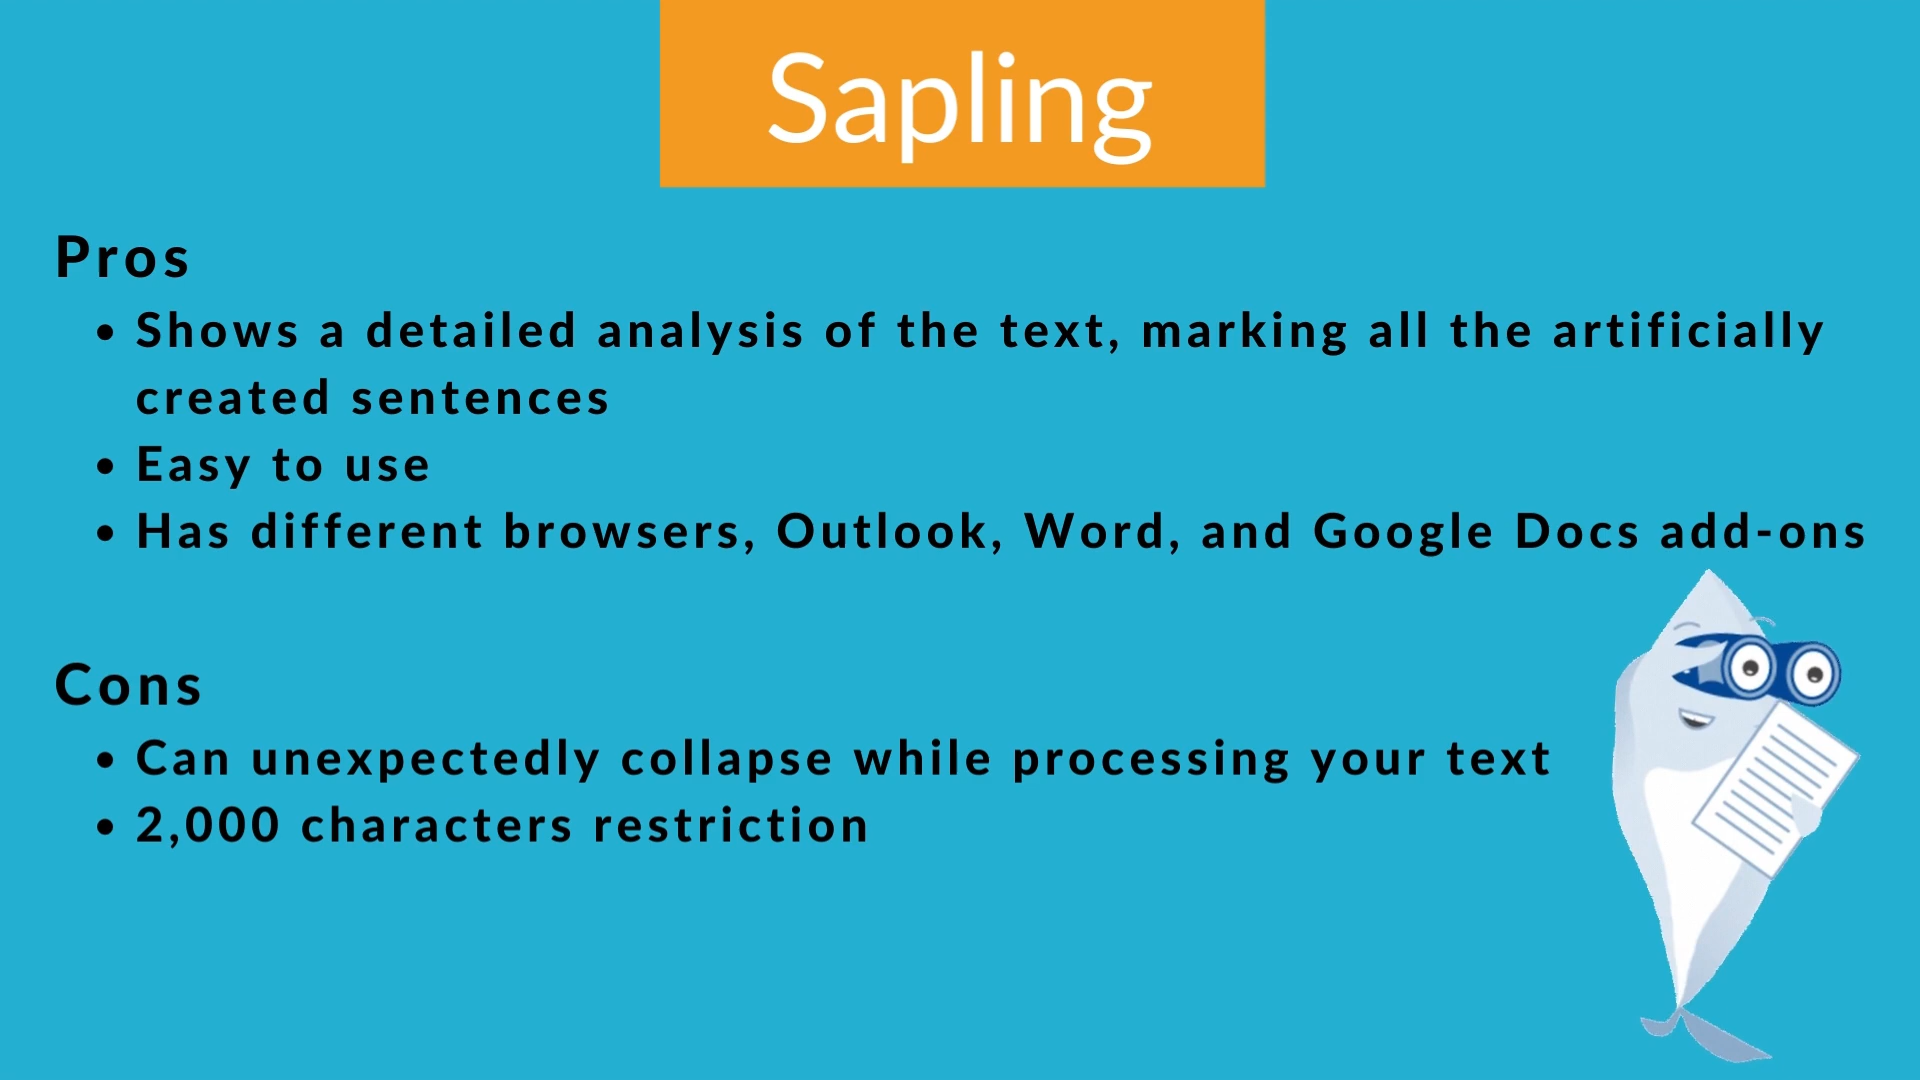 Sapling
Pros
• Shows a detailed analysis of the text, marking all the artificially
created sentences
• Easy to use
• Has different browsers, Outlook, Word, and Google Docs add-ons
Cons
• Can unexpectedly collapse while processing your text
• 2,000 characters restriction